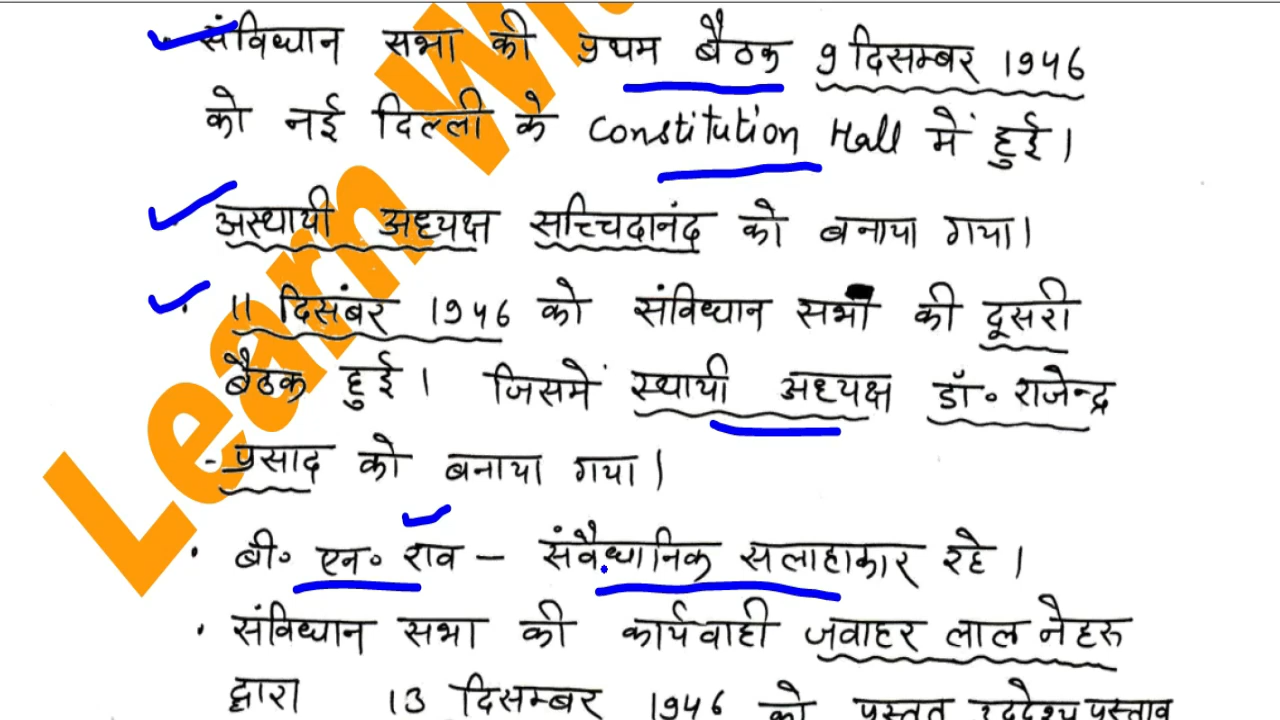 संविधान सभा की प्रथम बैठक 9 दिसम्बर 1946
को नई दिल्ली के Constitution Hall में हुई।
अस्थायी अध्यक्ष सच्चिदानंद को बनाया गया।
11 दिसंबर 1946 को संविधान सभा की दूसरी
बैठक हुई। जिसमें स्थायी अध्यक्ष डॉ॰ राजेन्द्र
-प्रसाद को बनाया गया।
• बी॰ एन॰ राव – संवैधानिक सलाहाकार रहे।
• संविधान सभा की कार्यवाही जवाहर लाल नेहरु
द्वारा 13 दिसम्बर 1946 को प्रस्तुत उद्देश्य प्रस्ताव
Learn